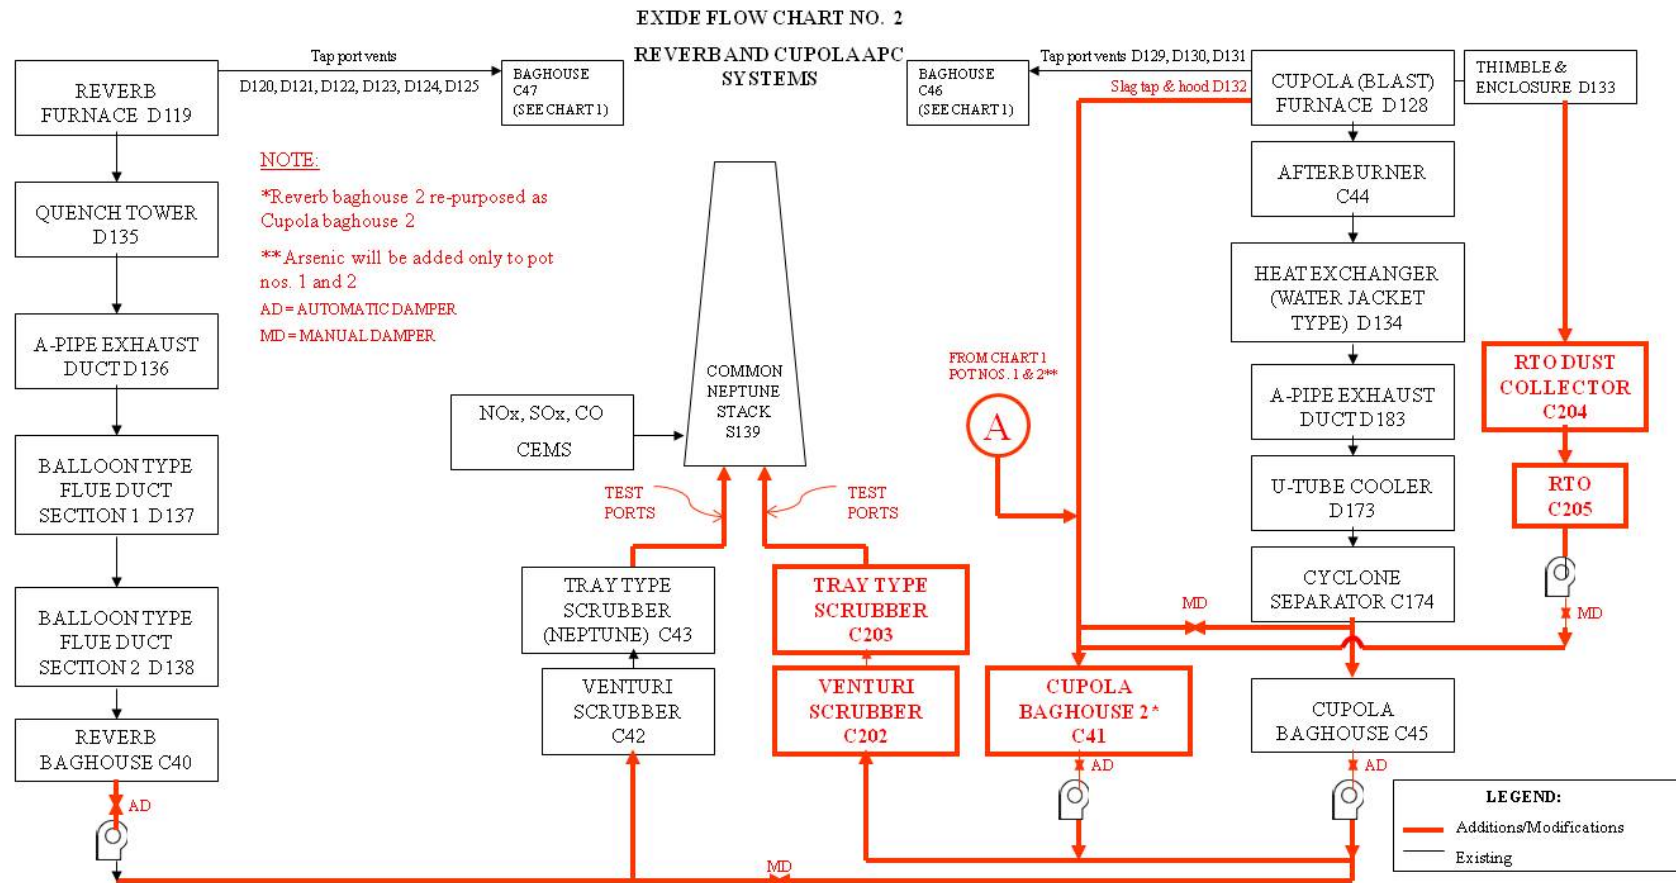 EXIDE FLOW CHART NO. 2
REVERB AND CUPOLA APC
SYSTEMS
REVERB
FURNACE D119
Tap port vents
D120, D121, D122, D123, D124, D125
BAGHOUSE
C47
(SEE CHART 1)
BAGHOUSE
C46
(SEE CHART 1)
Tap port vents D129, D130, D131
Slag tap & hood D132
CUPOLA (BLAST)
FURNACE D128
THIMBLE &
ENCLOSURE D133
NOTE:
*Reverb baghouse 2 re-purposed as
Cupola baghouse 2
**Arsenic will be added only to pot
nos. 1 and 2
AD = AUTOMATIC DAMPER
MD = MANUAL DAMPER
QUENCH TOWER
D135
A-PIPE EXHAUST
DUCT D136
BALLOON TYPE
FLUE DUCT
SECTION 1 D137
BALLOON TYPE
FLUE DUCT
SECTION 2 D138
REVERB
BAGHOUSE C40
AD
NOx, SOx, CO
CEMS
COMMON
NEPTUNE
STACK
S139
TEST
PORTS
TEST
PORTS
TRAY TYPE
SCRUBBER
(NEPTUNE) C43
VENTURI
SCRUBBER
C42
TRAY TYPE
SCRUBBER
C203
VENTURI
SCRUBBER
C202
MD
FROM CHART 1
POT NOS. 1 & 2**
A
CUPOLA
BAGHOUSE 2*
C41
AD
AFTERBURNER
C44
HEAT EXCHANGER
(WATER JACKET
TYPE) D134
A-PIPE EXHAUST
DUCT D183
U-TUBE COOLER
D173
CYCLONE
SEPARATOR C174
MD
CUPOLA
BAGHOUSE C45
AD
RTO DUST
COLLECTOR
C204
RTO
C205
MD
LEGEND:
Additions/Modifications
Existing